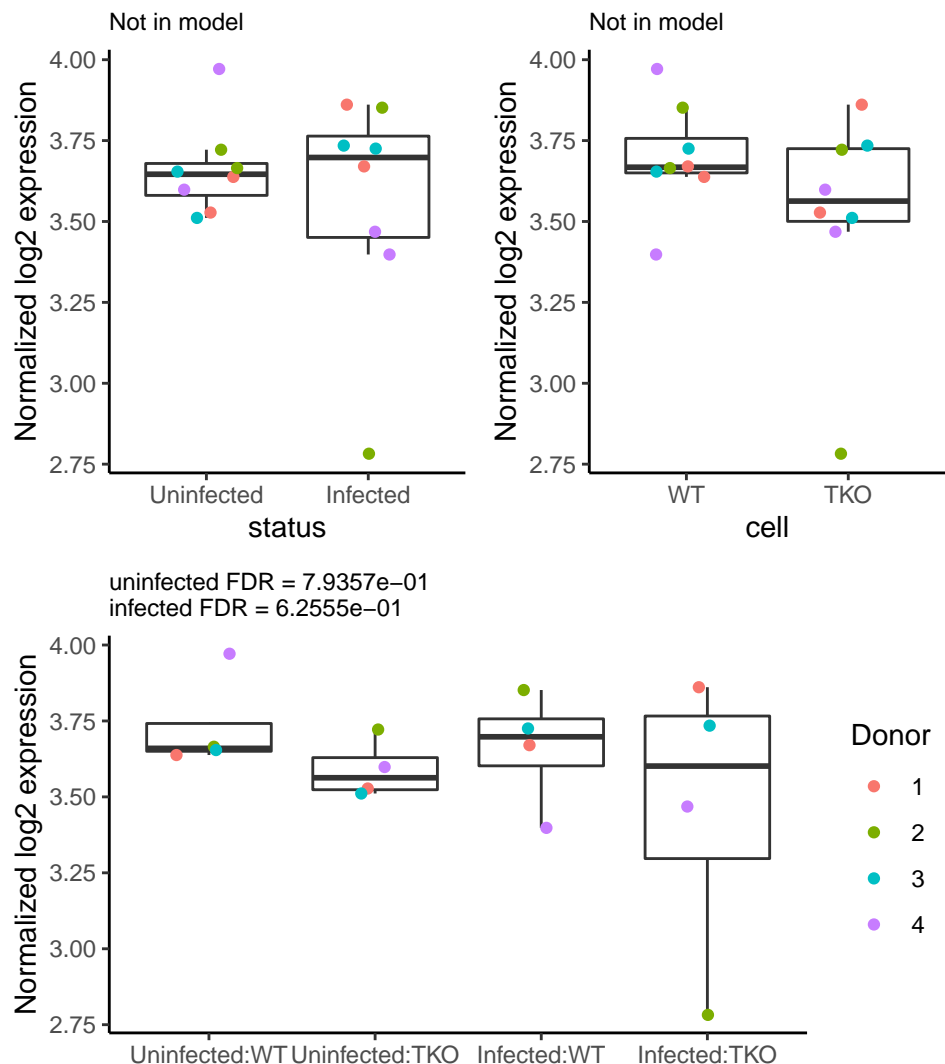 Not in model
Normalized log2 expression
4.00
3.75
3.50
3.25
3.00
2.75
Uninfected Infected
status
Not in model
Normalized log2 expression
4.00
3.75
3.50
3.25
3.00
2.75
WT TKO
cell
uninfected FDR = 7.9357e−01
infected FDR = 6.2555e−01
Normalized log2 expression
4.00
3.75
3.50
3.25
3.00
2.75
Uninfected:WT Uninfected:TKO Infected:WT Infected:TKO
Donor
1
2
3
4